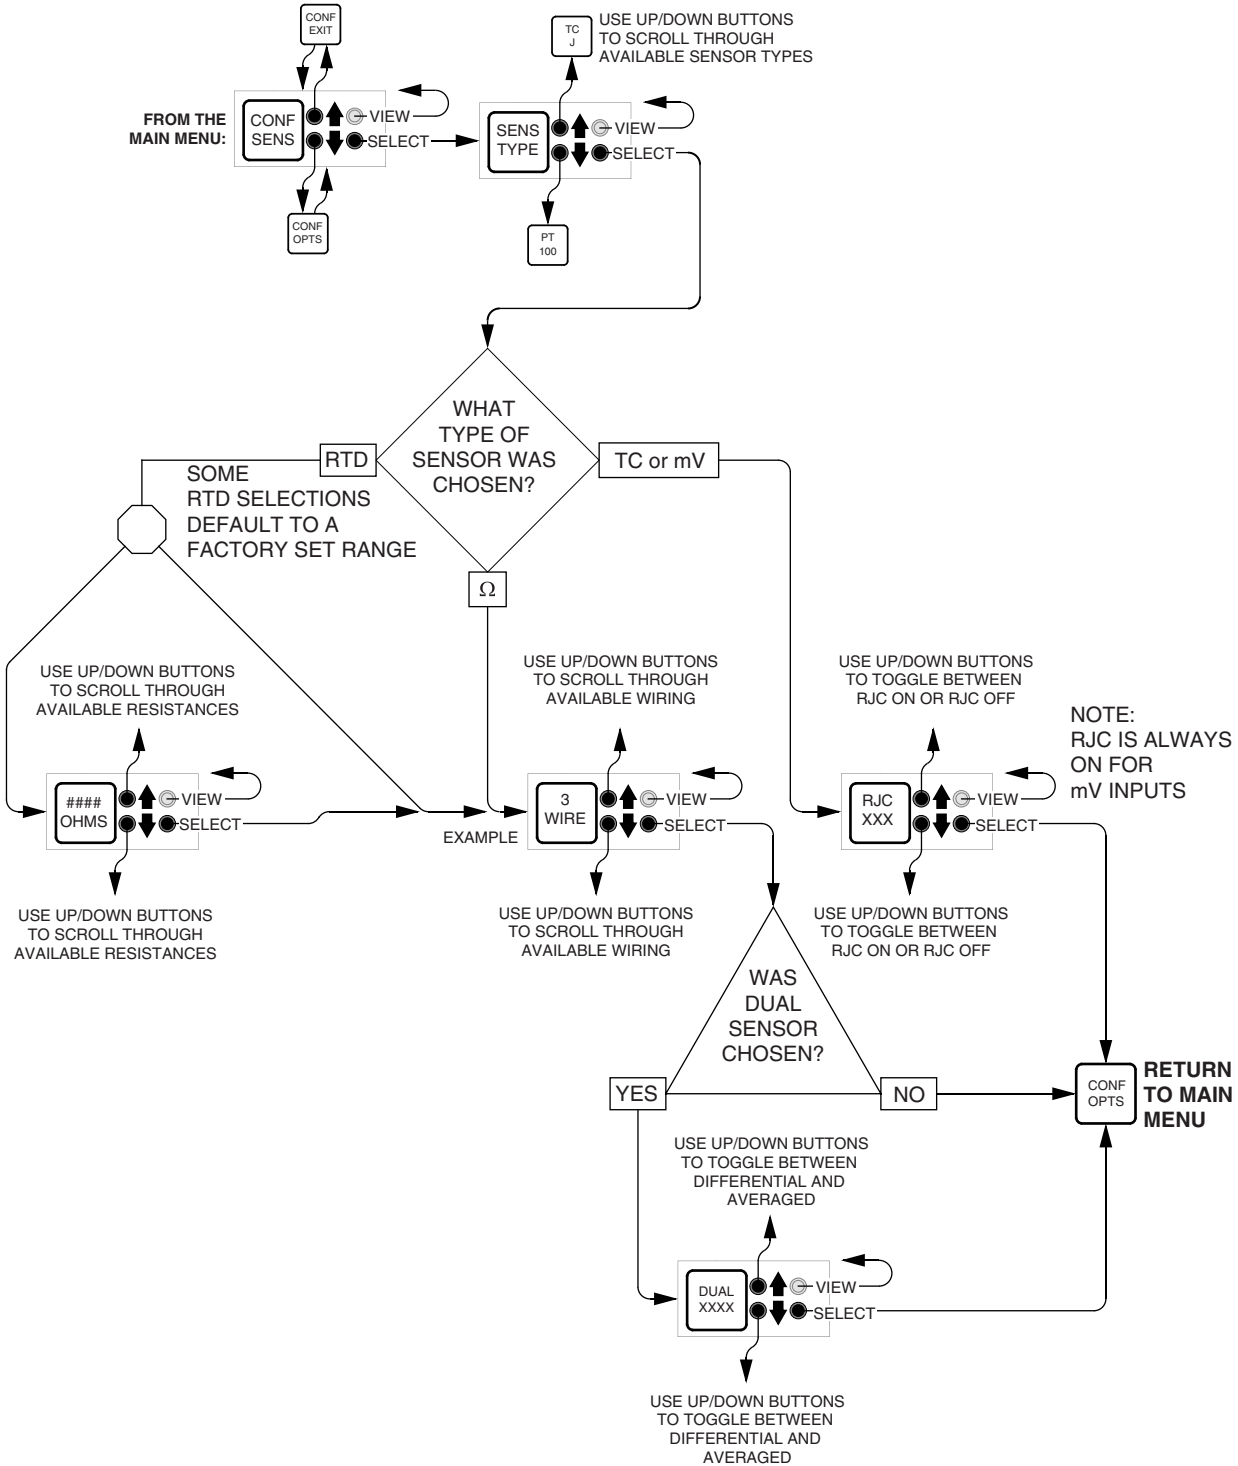 CONF
EXIT
TC
J
USE UP/DOWN BUTTONS
TO SCROLL THROUGH
AVAILABLE SENSOR TYPES
FROM THE
MAIN MENU:
CONF
SENS
VIEW
SELECT
SENS
TYPE
VIEW
SELECT
CONF
OPTS
PT
100
WHAT
TYPE OF
SENSOR WAS
CHOSEN?
RTD
TC or mV
SOME
RTD SELECTIONS
DEFAULT TO A
FACTORY SET RANGE
Ω
USE UP/DOWN BUTTONS
TO SCROLL THROUGH
AVAILABLE RESISTANCES
USE UP/DOWN BUTTONS
TO SCROLL THROUGH
AVAILABLE WIRING
USE UP/DOWN BUTTONS
TO TOGGLE BETWEEN
RJC ON OR RJC OFF
NOTE:
RJC IS ALWAYS
ON FOR
mV INPUTS
####
OHMS
VIEW
SELECT
EXAMPLE
3
WIRE
VIEW
SELECT
RJC
XXX
VIEW
SELECT
USE UP/DOWN BUTTONS
TO SCROLL THROUGH
AVAILABLE RESISTANCES
USE UP/DOWN BUTTONS
TO SCROLL THROUGH
AVAILABLE WIRING
USE UP/DOWN BUTTONS
TO TOGGLE BETWEEN
RJC ON OR RJC OFF
WAS
DUAL
SENSOR
CHOSEN?
YES
NO
CONF
OPTS
RETURN
TO MAIN
MENU
USE UP/DOWN BUTTONS
TO TOGGLE BETWEEN
DIFFERENTIAL AND
AVERAGED
DUAL
XXXX
VIEW
SELECT
USE UP/DOWN BUTTONS
TO TOGGLE BETWEEN
DIFFERENTIAL AND
AVERAGED